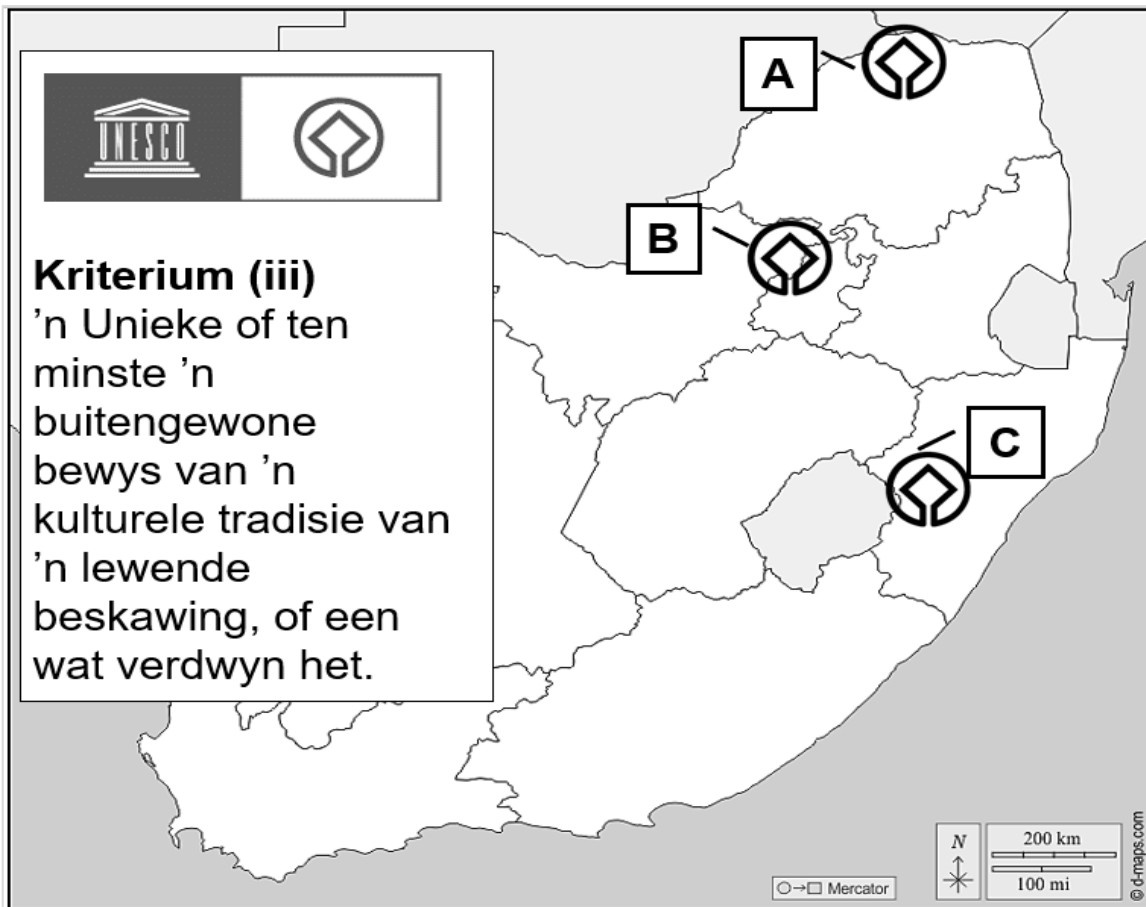 UNESCO
Kriterium (iii)
’n Unieke of ten
minste ’n
buitengewone
bewys van ’n
kulturele tradisie van
’n lewende
beskawing, of een
wat verdwyn het.
A
B
C
N
200 km
100 mi
Mercator
© d-maps.com